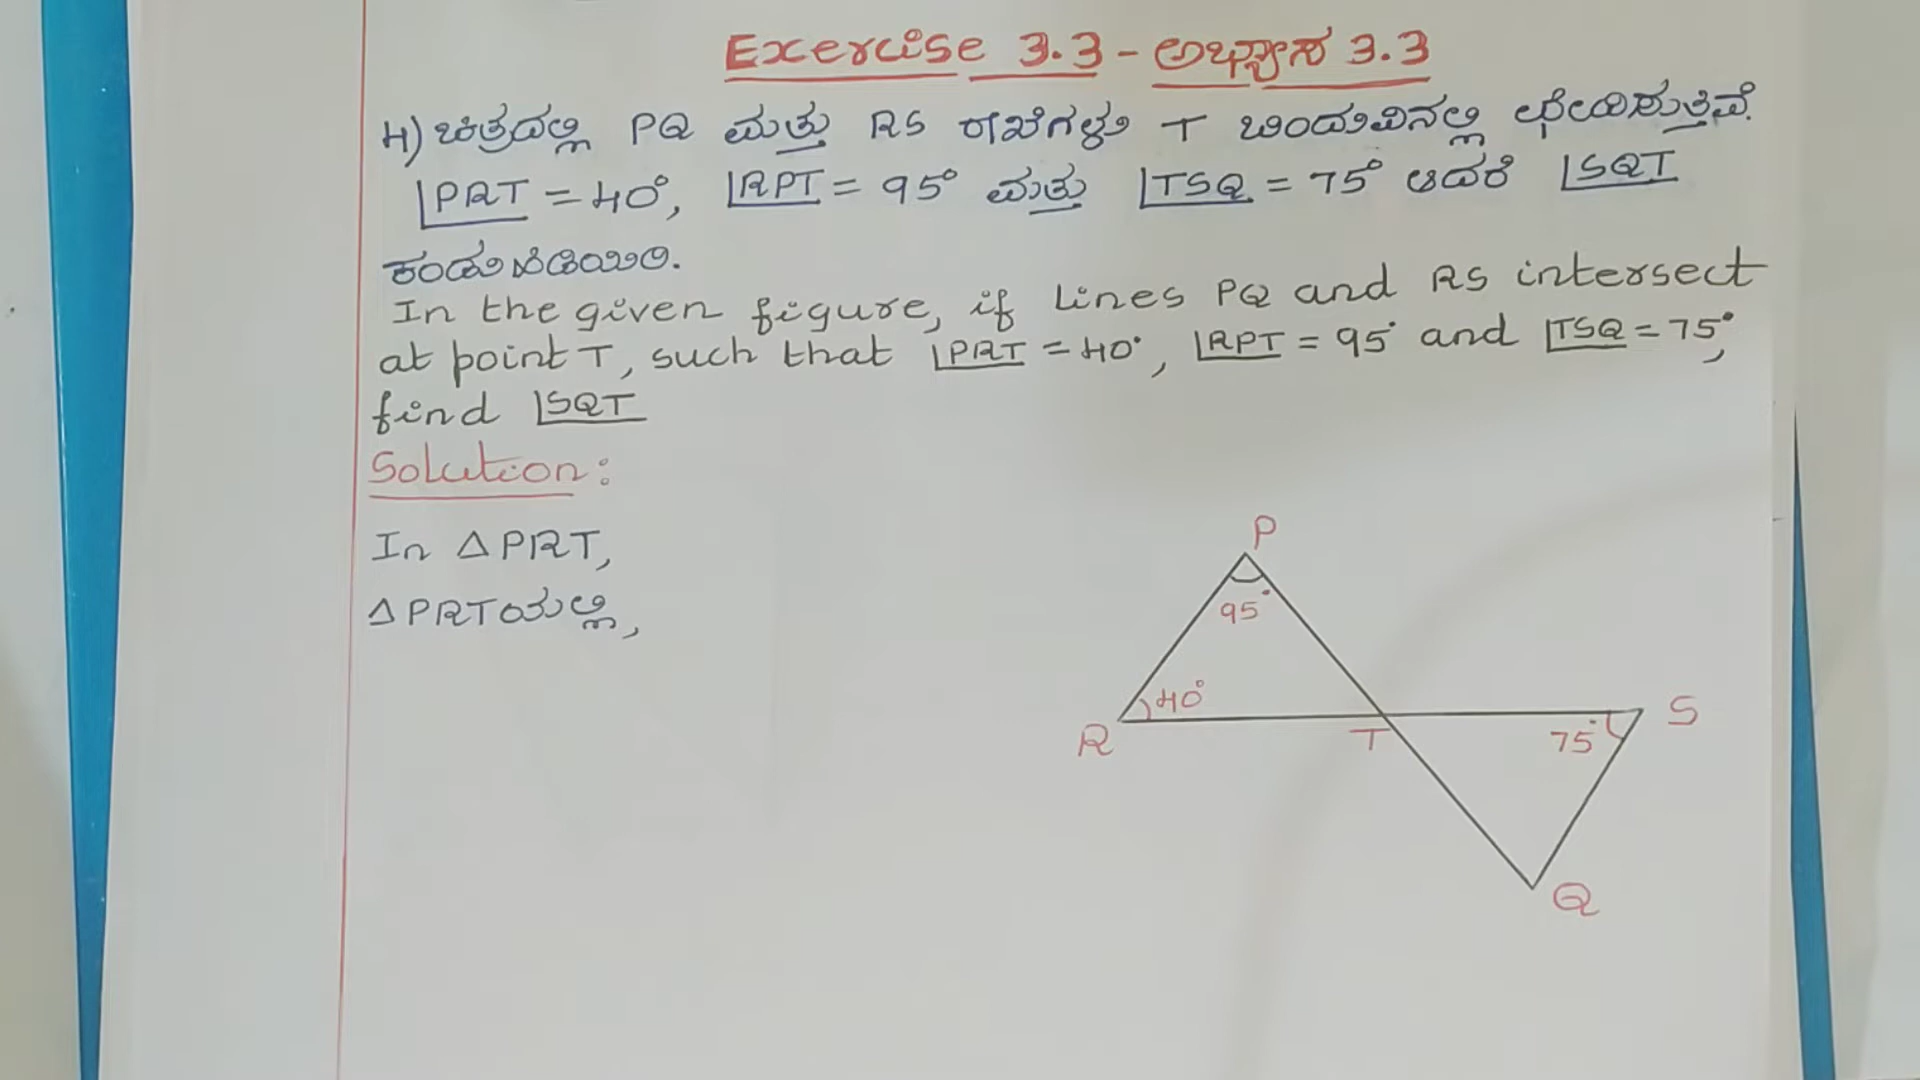 Exercise 3.3 - ಅಭ್ಯಾಸ 3.3
4) ಚಿತ್ರದಲ್ಲಿ PQ ಮತ್ತು RS ರೇಖೆಗಳು T ಬಿಂದುವಿನಲ್ಲಿ ಛೇದಿಸುತ್ತವೆ.
∠PRT = 40°, ∠RPT = 95° ಮತ್ತು ∠TSQ = 75° ಆದರೆ ∠SQT
ಕಂಡುಹಿಡಿಯಿರಿ.
In the given figure, if lines PQ and RS intersect
at point T, such that ∠PRT = 40°, ∠RPT = 95° and ∠TSQ = 75°,
find ∠SQT
Solution:
In ΔPRT,
ΔPRTಯಲ್ಲಿ,
P
95°
40°
R
T
75°
S
Q